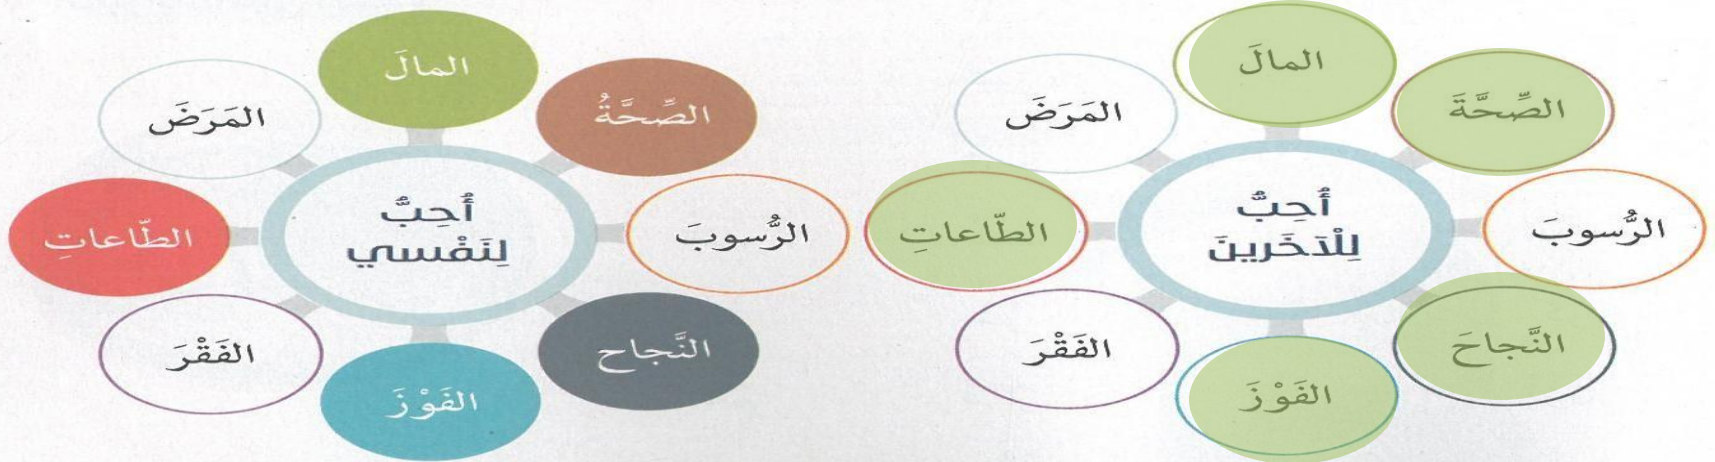 أُحِبُّ
لِلْآخَرينَ
المالَ
الصِّحَّةَ
الرُّسوبَ
النَّجاحَ
الفَوْزَ
الفَقْرَ
الطّاعاتِ
المَرَضَ
أُحِبُّ
لِنَفْسي
المالَ
الصِّحَّةُ
الرُّسوبَ
النَّجاح
الفَوْزَ
الفَقْرَ
الطّاعاتِ
المَرَضَ